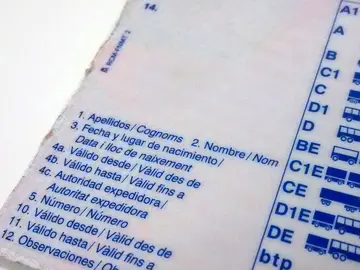 14.
B. RCM-FNMT 2
1. Apellidos / Cognoms 2. Nombre / Nom
3. Fecha y lugar de nacimiento /
Data / lloc de naixement
4a. Válido desde / Vàlid des de
4b. Válido hasta / Vàlid fins a
4c. Autoridad expedidora /
Autoritat expedidora
5. Número / Número
10. Válido desde / Vàlid des de
11. Válido hasta / Vàlid fins a
12. Observaciones /
A1
A
B
C1
C
D1
D
BE
C1E
CE
D1E
DE
btp